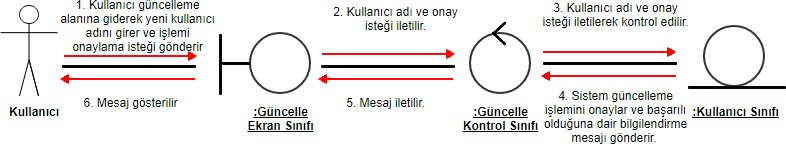 1. Kullanıcı güncelleme
alanına giderek yeni kullanıcı
adını girer ve işlemi
onaylama isteği gönderir
2. Kullanıcı adı ve onay
isteği iletilir.
3. Kullanıcı adı ve onay
isteği iletilerek kontrol edilir.
Kullanıcı
6. Mesaj gösterilir
:Güncelle
Ekran Sınıfı
5. Mesaj iletilir.
:Güncelle
Kontrol Sınıfı
4. Sistem güncelleme
işlemini onaylar ve başarılı
olduğuna dair bilgilendirme
mesajı gönderir.
:Kullanıcı Sınıfı